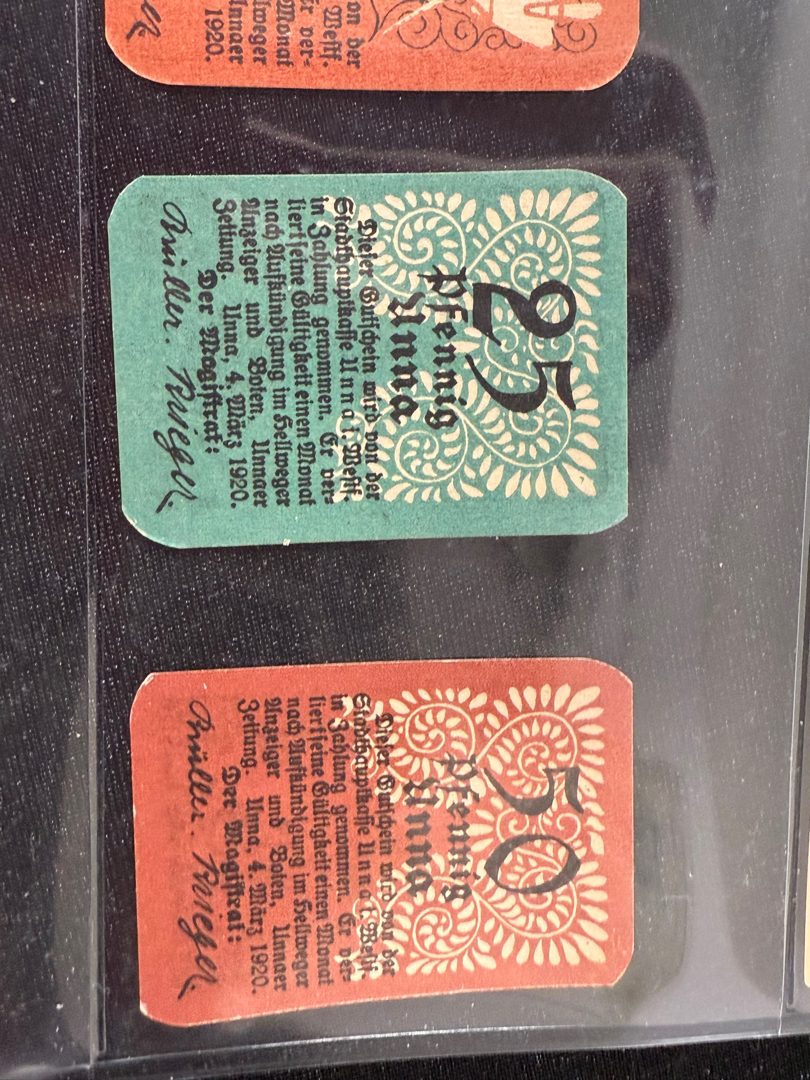 on der
Westf.
Er ver-
Monat
llweger
Unnaer
1920.
25
Pfennig
Unna
Dieser Gutschein wird von der
Stadthauptkasse Unna i. Westf.
in Zahlung genommen. Er ver-
liert seine Gültigkeit einen Monat
nach Aufkündigung im Hellweger
Anzeiger und Boten, Unnaer
Zeitung. Unna, 4. März 1920.
Der Magistrat:
50
Pfennig
Unna
Dieser Gutschein wird von der
Stadthauptkasse Unna i. Westf.
in Zahlung genommen. Er ver-
liert seine Gültigkeit einen Monat
nach Aufkündigung im Hellweger
Anzeiger und Boten, Unnaer
Zeitung. Unna, 4. März 1920.
Der Magistrat: